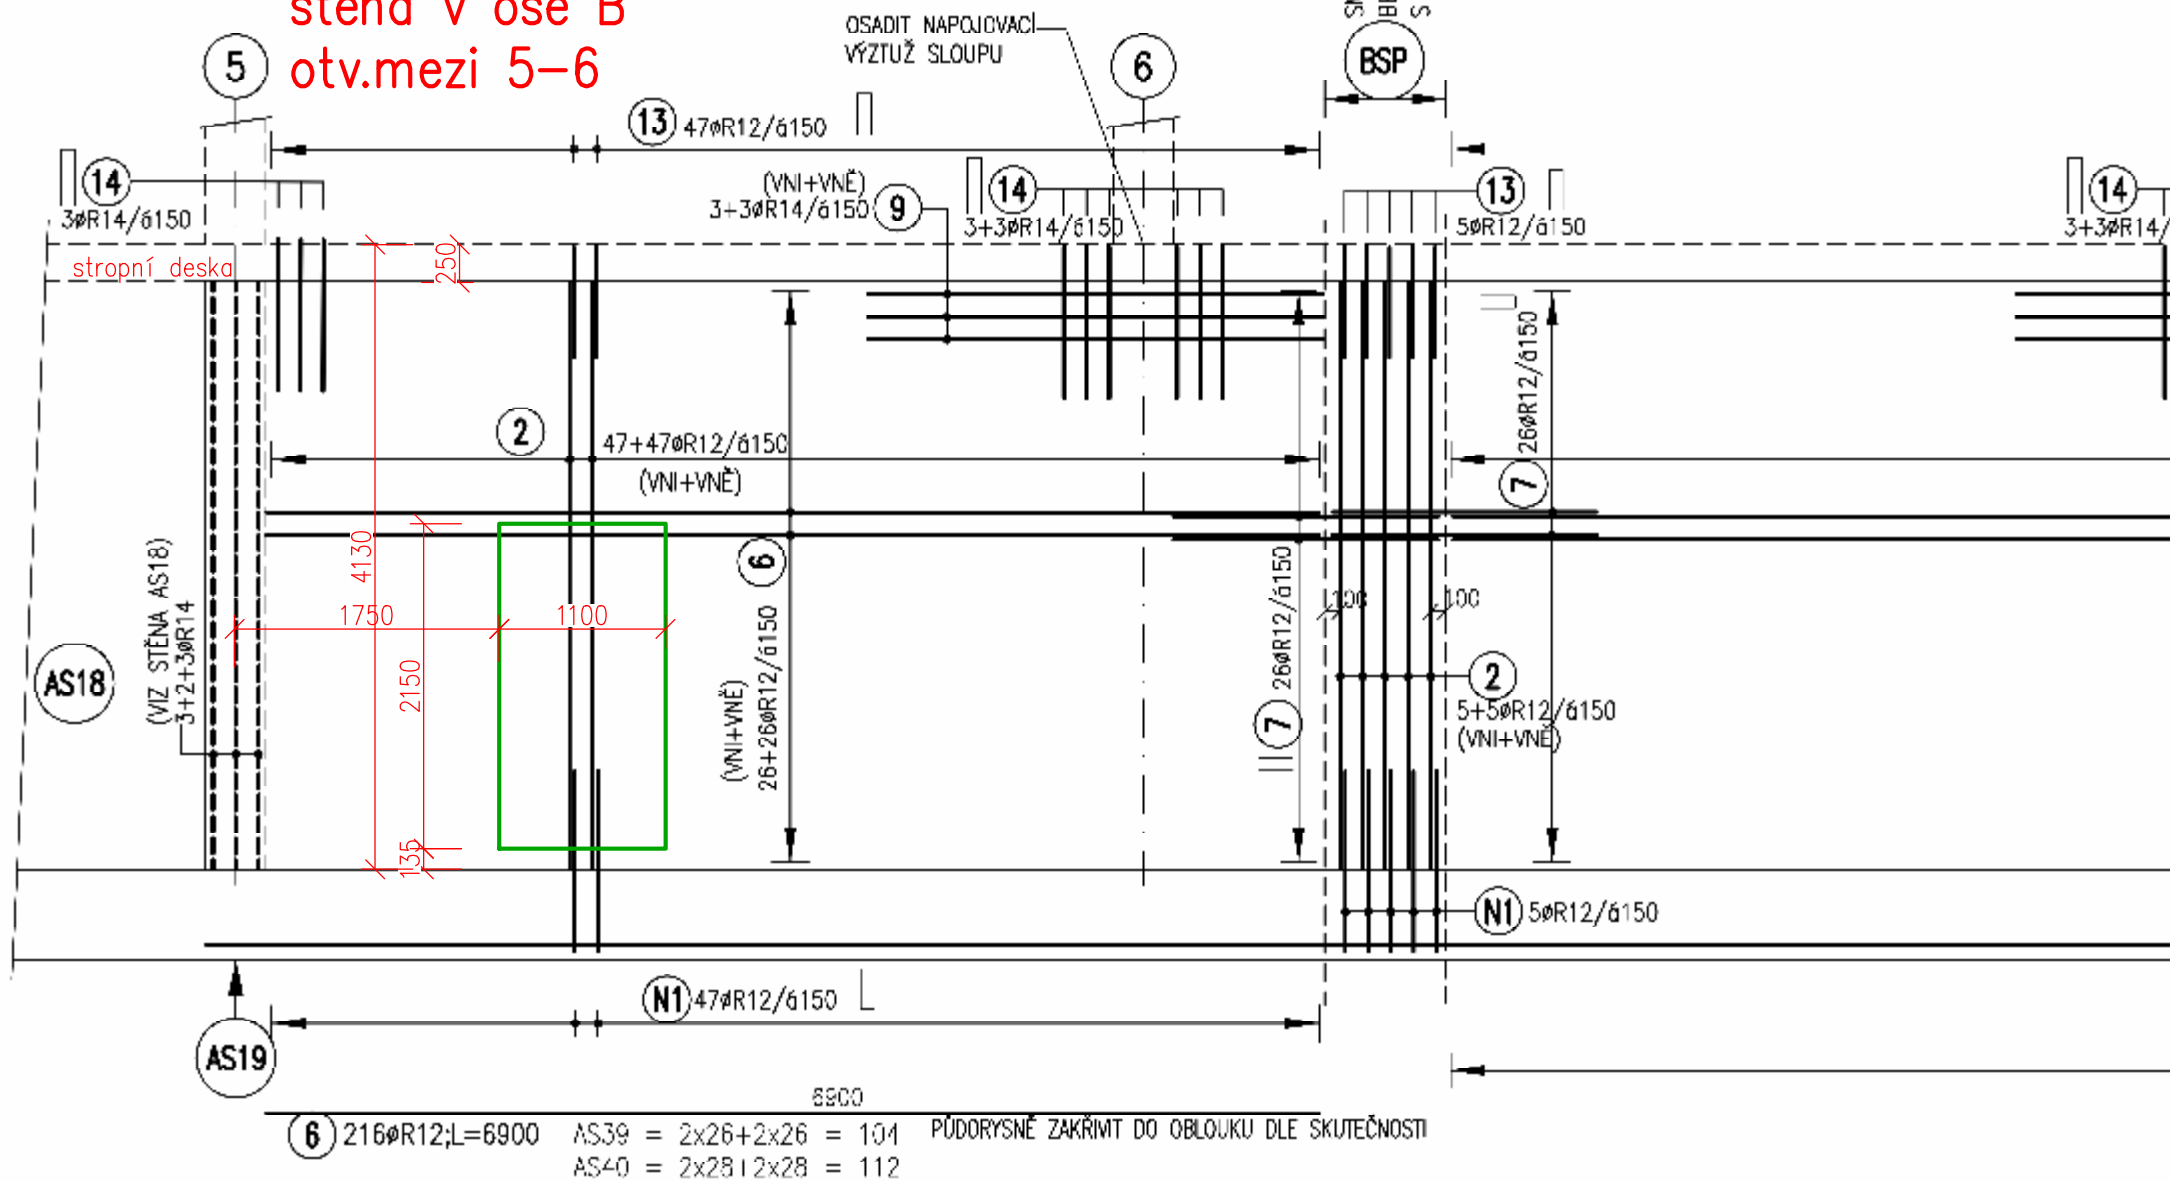 stěna v ose B
otv.mezi 5-6
5
OSADIT NAPOJOVACÍ
VÝZTUŽ SLOUPU
6
BSP
13 47øR12/á150
14
3øR14/á150
(VNI+VNĚ)
3+3øR14/á150 9
14
3+3øR14/á150
13
5øR12/á150
14
3+3øR14/
stropní deska
250
26øR12/á150
7
2
47+47øR12/á150
(VNI+VNĚ)
4130
6
(VNI+VNĚ)
26+26øR12/á150
1750
1100
2150
135
(VIZ STĚNA AS18)
3+2+3øR14
AS18
7 26øR12/á150
100
100
2
5+5øR12/á150
(VNI+VNĚ)
N1 5øR12/á150
N1 47øR12/á150
AS19
6900
6 216øR12;L=6900
AS39 = 2x26+2x26 = 104
PŮDORYSNĚ ZAKŘIVIT DO OBLOUKU DLE SKUTEČNOSTI
AS40 = 2x28+2x28 = 112